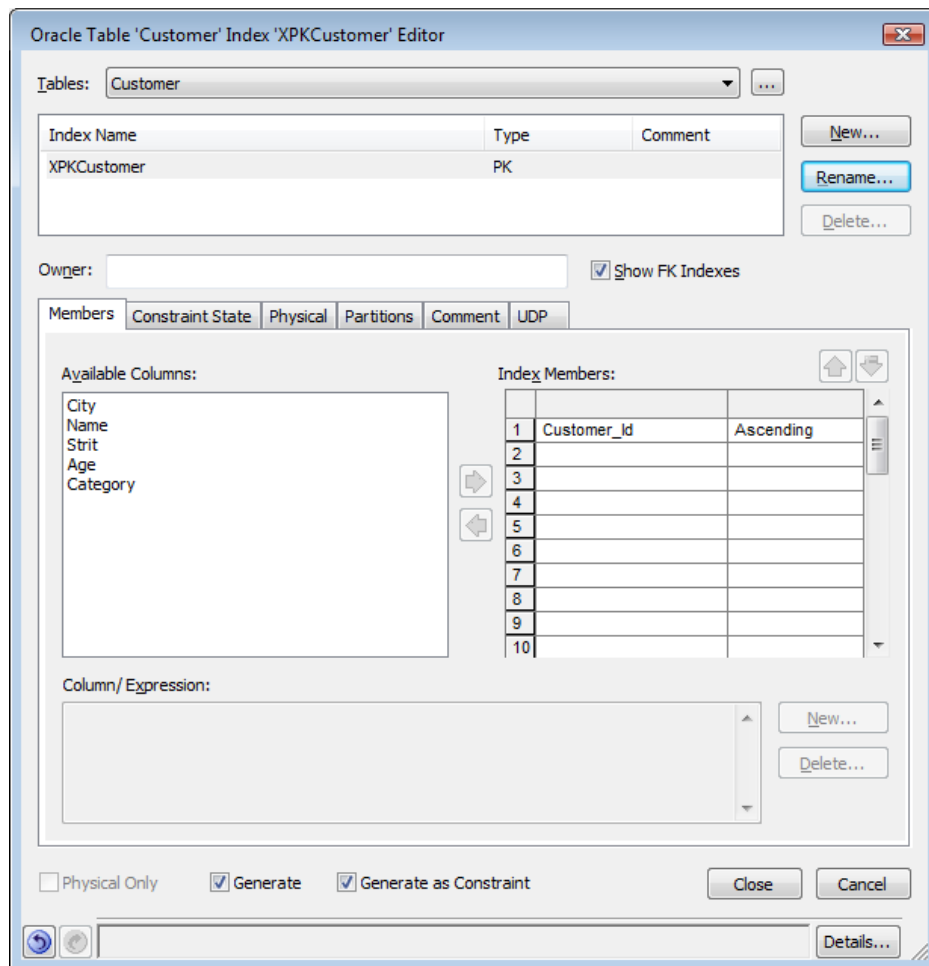 Oracle Table 'Customer' Index 'XPKCustomer' Editor
Tables: Customer ...
Index Name Type Comment New...
XPKCustomer PK Rename...
Delete...
Owner: Show FK Indexes
Members Constraint State Physical Partitions Comment UDP
Available Columns: Index Members:
City
Name
Strit
Age
Category
1 Customer_Id Ascending
2
3
4
5
6
7
8
9
10
Column/Expression:
New...
Delete...
Physical Only Generate Generate as Constraint Close Cancel
Details...